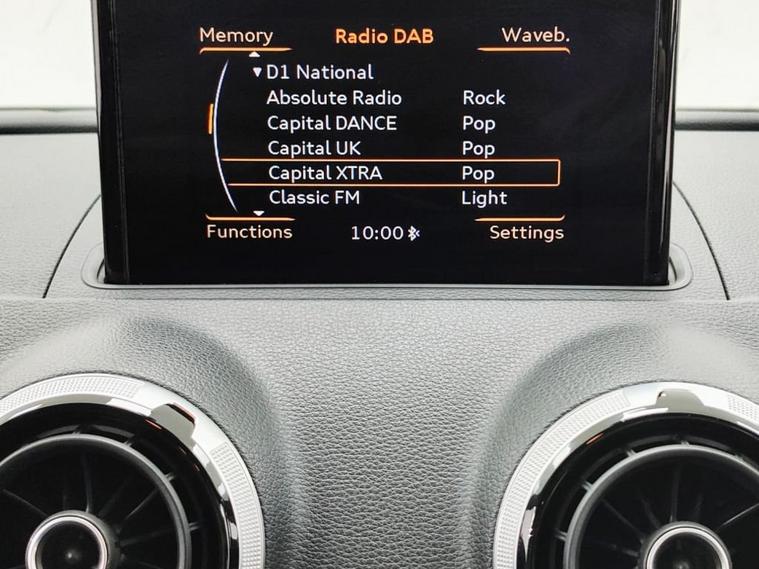 Memory Radio DAB Waveb.
D1 National
Absolute Radio Rock
Capital DANCE Pop
Capital UK Pop
Capital XTRA Pop
Classic FM Light
Functions 10:00 Settings